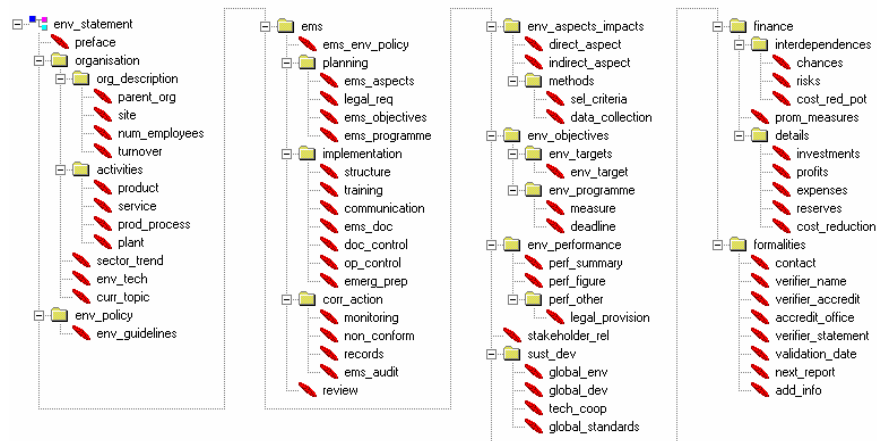 env_statement
preface
organisation
org_description
parent_org
site
num_employees
turnover
activities
product
service
prod_process
plant
sector_trend
env_tech
curr_topic
env_policy
env_guidelines
ems
ems_env_policy
planning
ems_aspects
legal_req
ems_objectives
ems_programme
implementation
structure
training
communication
ems_doc
doc_control
op_control
emerg_prep
corr_action
monitoring
non_conform
records
ems_audit
review
env_aspects_impacts
direct_aspect
indirect_aspect
methods
sel_criteria
data_collection
env_objectives
env_targets
env_target
env_programme
measure
deadline
env_performance
perf_summary
perf_figure
perf_other
legal_provision
stakeholder_rel
sust_dev
global_env
global_dev
tech_coop
global_standards
finance
interdependences
chances
risks
cost_red_pot
prom_measures
details
investments
profits
expenses
reserves
cost_reduction
formalities
contact
verifier_name
verifier_accredit
accredit_office
verifier_statement
validation_date
next_report
add_info